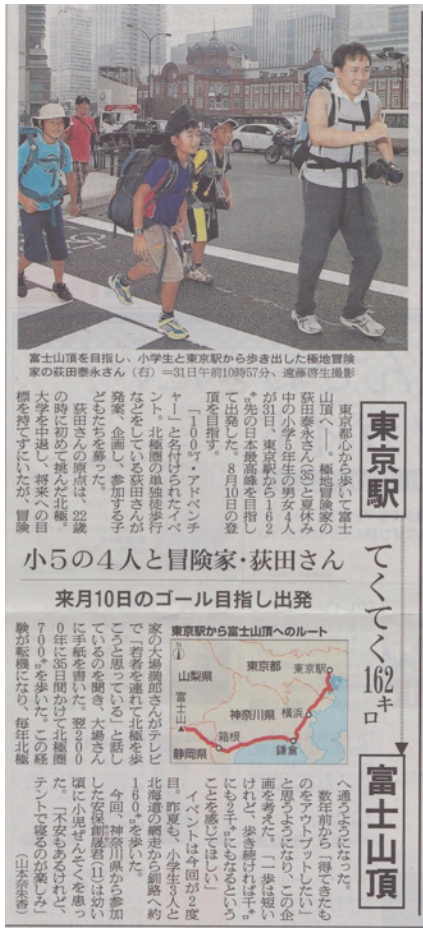 富士山頂を目指し、小学生と東京駅から歩き出した極地冒険
家の荻田泰永さん（右）＝31日午前10時57分、遠藤啓生撮影
東京駅
てくてく162キロ
富士山頂
小5の4人と冒険家・荻田さん
来月10日のゴール目指し出発
東京都心から歩いて富士
山頂へ――。極地冒険家の
荻田泰永さん(35)と夏休み
中の小学5年生の男女4人
が31日、東京駅から162
㌔先の日本最高峰を目指し
て出発した。8月10日の登
頂を目指す。
「100㍄・アドベンチ
ャー」と名付けられたイベ
ント。北極圏の単独徒歩行
などをしている荻田さんが
発案、企画し、参加する子
どもたちを募った。
荻田さんの原点は、22歳
の時に初めて挑んだ北極。
大学を中退し、将来への目
標を持てずにいたが、冒険
家の大場満郎さんがテレビ
で「若者を連れて北極を歩
こうと思っている」と話し
ているのを聞き、大場さん
に手紙を書いた。翌200
0年に35日間かけて北極圏
700㌔を歩いた。この経
験が転機になり、毎年北極
東京駅から富士山頂へのルート
N
東京都
東京駅
山梨県
神奈川県
横浜
富士山
箱根
鎌倉
静岡県
へ通うようになった。
数年前から「得てきたも
のをアウトプットしたい」
と思うようになり、この企
画を考えた。「一歩は短い
けれど、歩き続ければ千㌔
にも2千㌔にもなるという
ことを感じてほしい」
イベントは今回が2度
目。昨夏も、小学生3人と
北海道の網走から釧路へ約
160㌔を歩いた。
今回、神奈川県から参加
した安保創晟君(11)は幼い
頃に小児ぜんそくを患っ
た。「不安もあるけれど、
テントで寝るのが楽しみ」
（山本奈朱香）